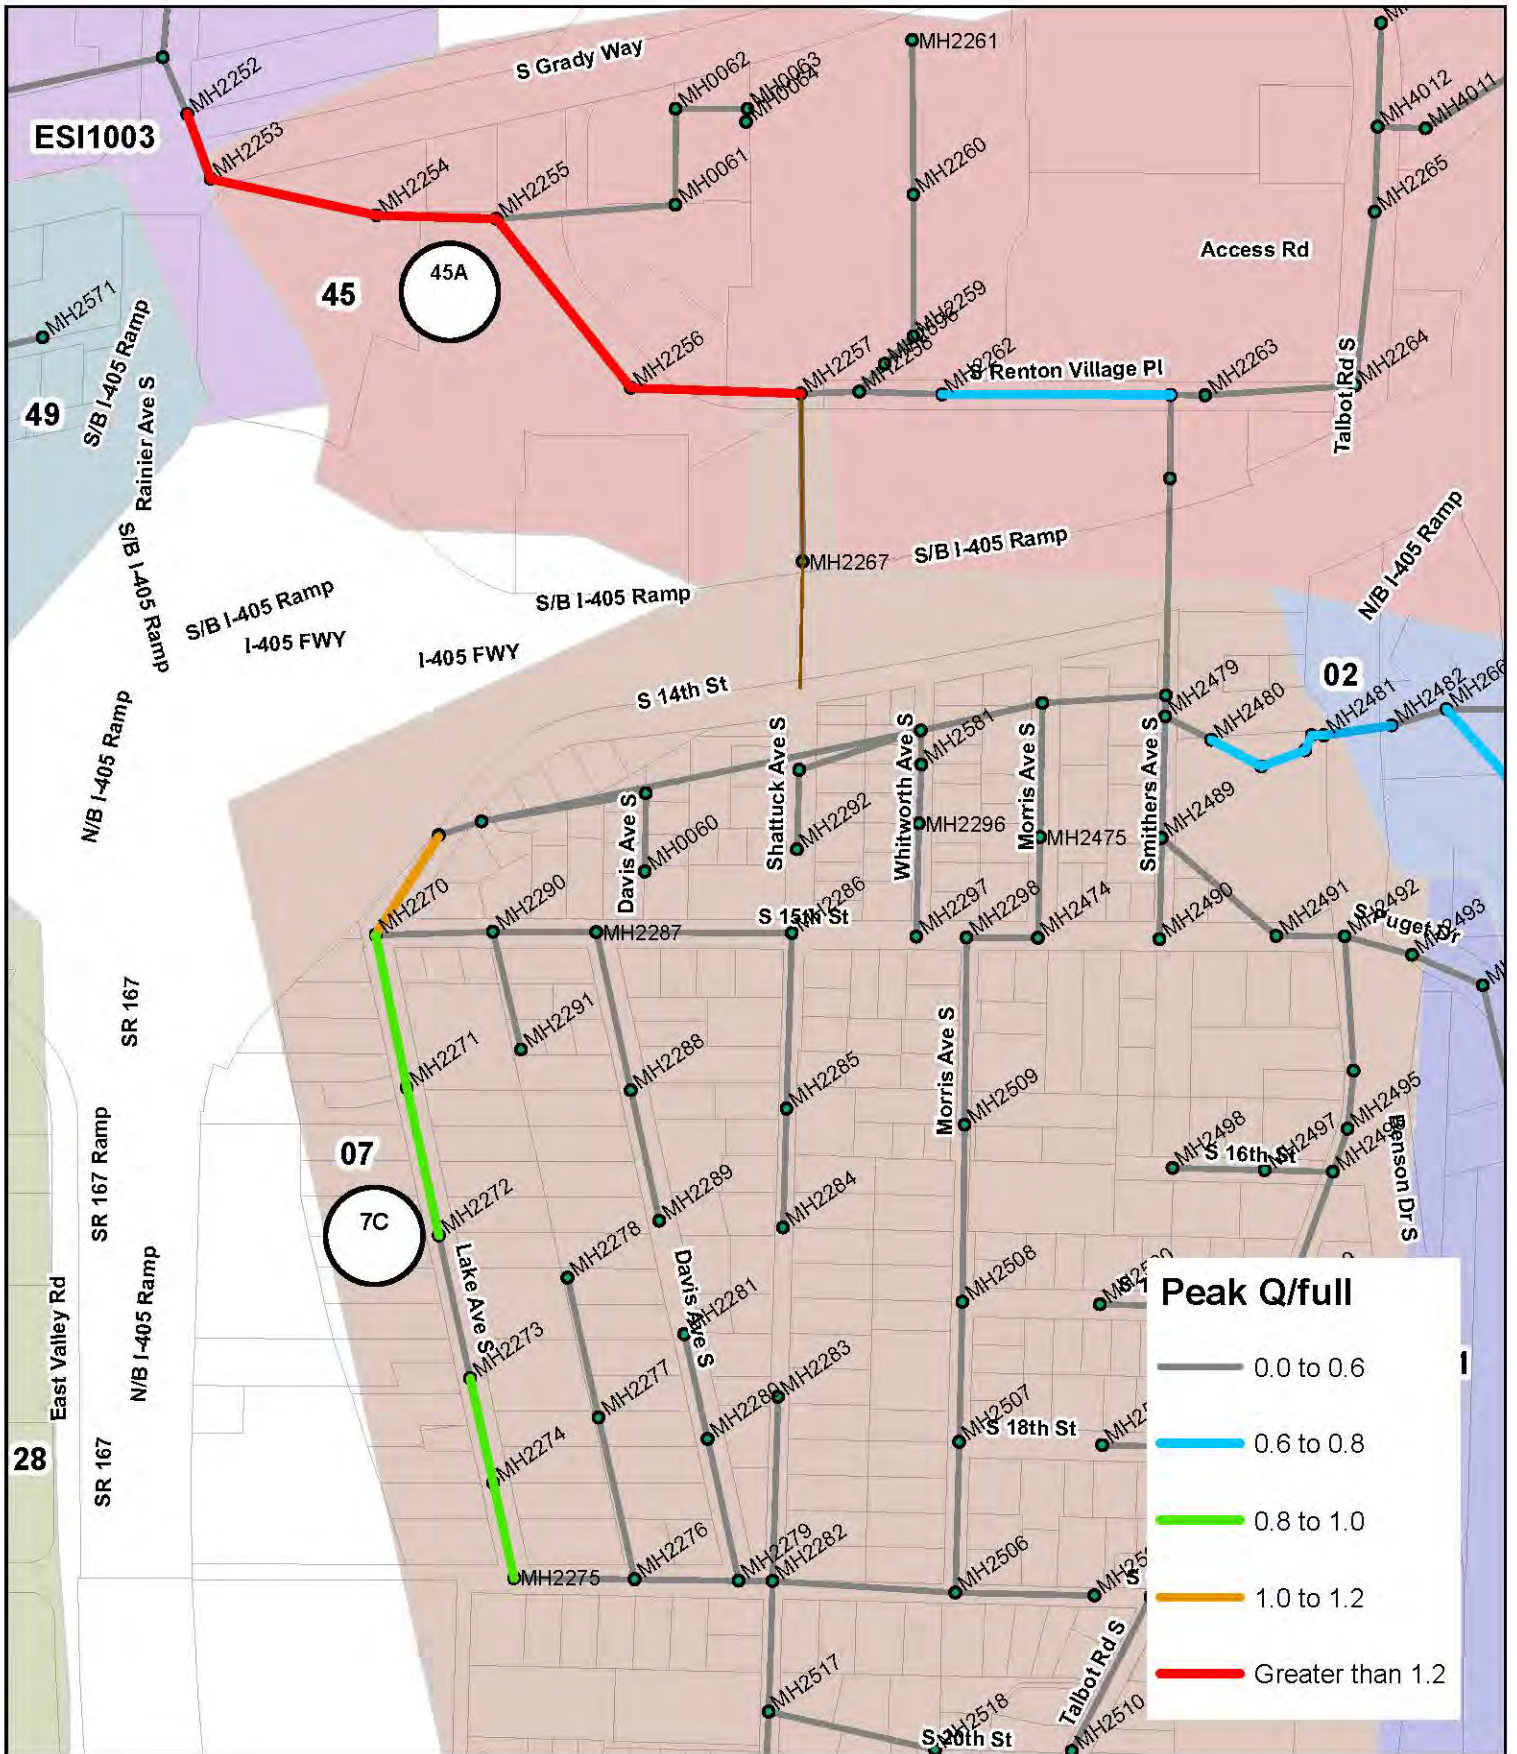 MH2252
S Grady Way
MH0062
MH0063
MH0064
MH2261
MH4012
MH4011
ESI1003
MH2253
MH2254
MH2255
MH0061
MH2260
MH2265
Access Rd
45A
45
MH2571
S/B I-405 Ramp
MH2259
MH2258
MH2256
MH2257
MH2262
S Renton Village Pl
MH2263
MH2264
Talbot Rd S
49
Rainier Ave S
S/B I-405 Ramp
MH2267
S/B I-405 Ramp
N/B I-405 Ramp
S/B I-405 Ramp
S/B I-405 Ramp
I-405 FWY
I-405 FWY
S 14th St
02
MH2479
MH2480
MH2481
MH2482
N/B I-405 Ramp
Shattuck Ave S
Whitworth Ave S
MH2581
Morris Ave S
Smithers Ave S
MH2489
MH2292
MH2296
MH2475
Davis Ave S
MH0060
MH2270
MH2290
MH2287
S 15th St
MH2286
MH2297
MH2298
MH2474
MH2490
MH2491
MH2492
S Puget Dr
MH2493
SR 167
MH2291
MH2271
MH2288
MH2285
Morris Ave S
MH2509
MH2495
MH2498
S 16th St
MH2497
Benson Dr S
07
SR 167 Ramp
7C
MH2272
MH2289
MH2284
MH2278
Lake Ave S
Davis Ave S
MH2281
MH2508
N/B I-405 Ramp
East Valley Rd
MH2273
MH2277
MH2280
MH2283
MH2507
S 18th St
28
SR 167
MH2274
MH2275
MH2276
MH2279
MH2282
MH2506
Talbot Rd S
MH2517
MH2518
S 20th St
MH2510
Peak Q/full
0.0 to 0.6
0.6 to 0.8
0.8 to 1.0
1.0 to 1.2
Greater than 1.2